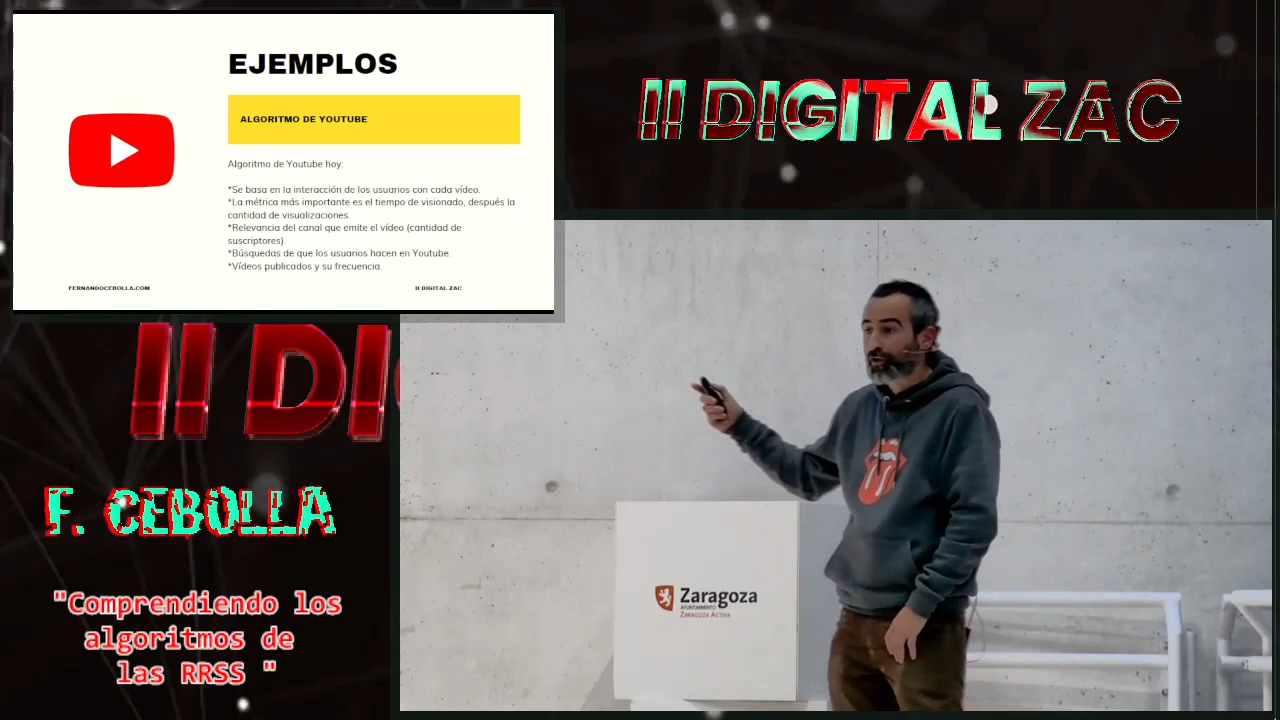 EJEMPLOS
ALGORITMO DE YOUTUBE
Algoritmo de Youtube hoy:
*Se basa en la interacción de los usuarios con cada vídeo.
*La métrica más importante es el tiempo de visionado, después la
cantidad de visualizaciones.
*Relevancia del canal que emite el vídeo (cantidad de
suscriptores).
*Búsquedas de que los usuarios hacen en Youtube.
*Vídeos publicados y su frecuencia.
FERNANDOCEBOLLA.COM
II DIGITAL ZAC
II DIGITAL ZAC
II DI
F. CEBOLLA
"Comprendiendo los
algoritmos de
las RRSS "
Zaragoza
AYUNTAMIENTO
ZARAGOZA ACTIVA